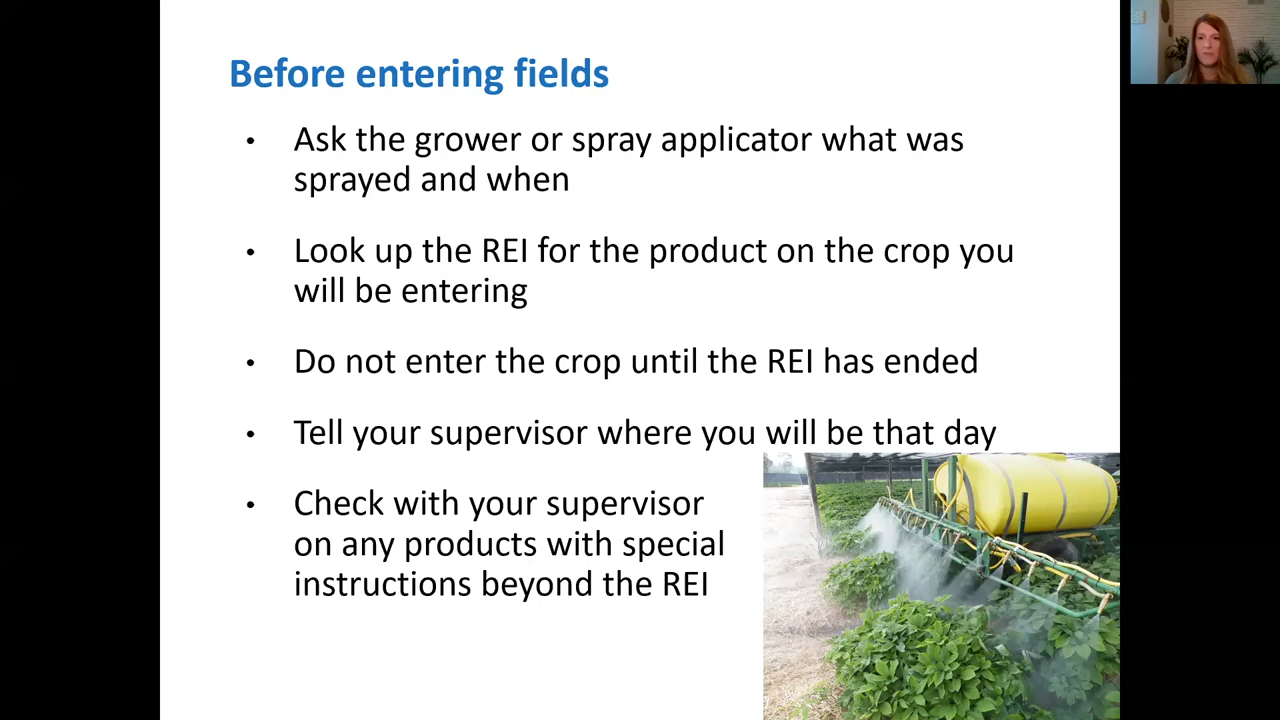 Before entering fields
• Ask the grower or spray applicator what was
sprayed and when
• Look up the REI for the product on the crop you
will be entering
• Do not enter the crop until the REI has ended
• Tell your supervisor where you will be that day
• Check with your supervisor
on any products with special
instructions beyond the REI